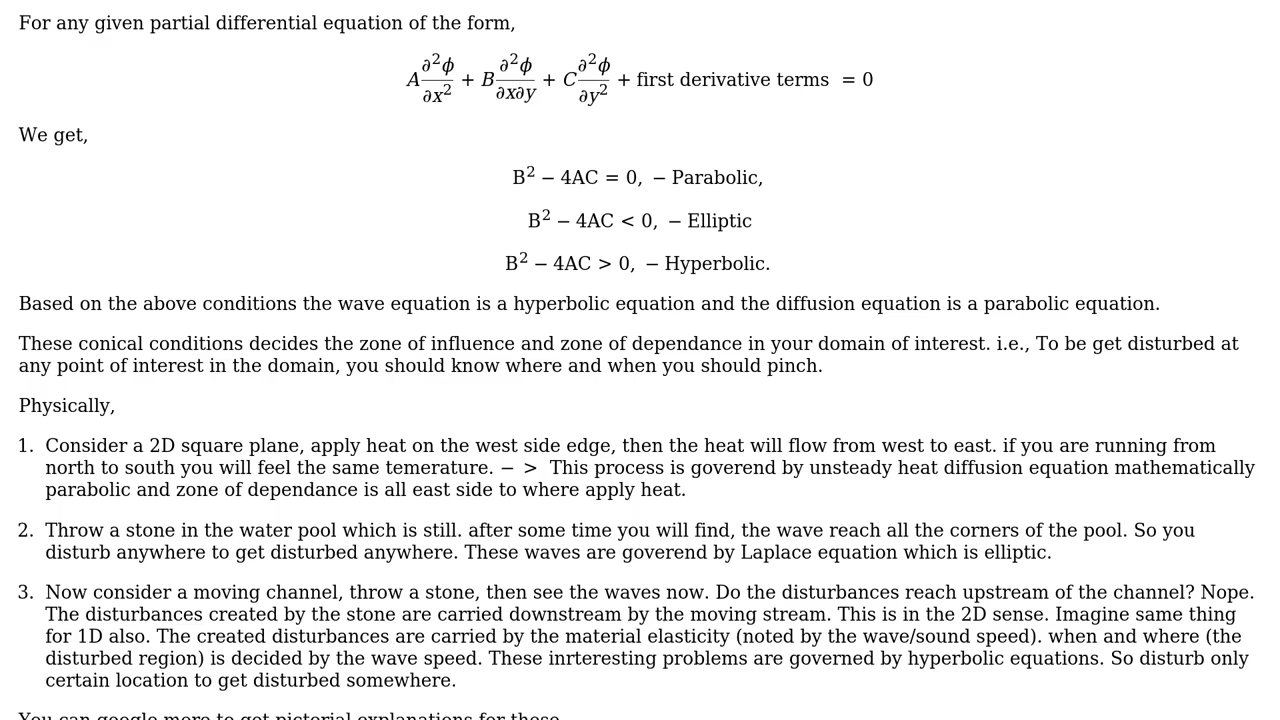 For any given partial differential equation of the form,
A ∂²ϕ/∂x² + B ∂²ϕ/∂x∂y + C ∂²ϕ/∂y² + first derivative terms = 0
We get,
B² − 4AC = 0, − Parabolic,
B² − 4AC < 0, − Elliptic
B² − 4AC > 0, − Hyperbolic.
Based on the above conditions the wave equation is a hyperbolic equation and the diffusion equation is a parabolic equation.
These conical conditions decides the zone of influence and zone of dependance in your domain of interest. i.e., To be get disturbed at
any point of interest in the domain, you should know where and when you should pinch.
Physically,
1. Consider a 2D square plane, apply heat on the west side edge, then the heat will flow from west to east. if you are running from
north to south you will feel the same temerature. − > This process is goverend by unsteady heat diffusion equation mathematically
parabolic and zone of dependance is all east side to where apply heat.
2. Throw a stone in the water pool which is still. after some time you will find, the wave reach all the corners of the pool. So you
disturb anywhere to get disturbed anywhere. These waves are goverend by Laplace equation which is elliptic.
3. Now consider a moving channel, throw a stone, then see the waves now. Do the disturbances reach upstream of the channel? Nope.
The disturbances created by the stone are carried downstream by the moving stream. This is in the 2D sense. Imagine same thing
for 1D also. The created disturbances are carried by the material elasticity (noted by the wave/sound speed). when and where (the
disturbed region) is decided by the wave speed. These inrteresting problems are governed by hyperbolic equations. So disturb only
certain location to get disturbed somewhere.
You can google more to get pictorial explanations for these